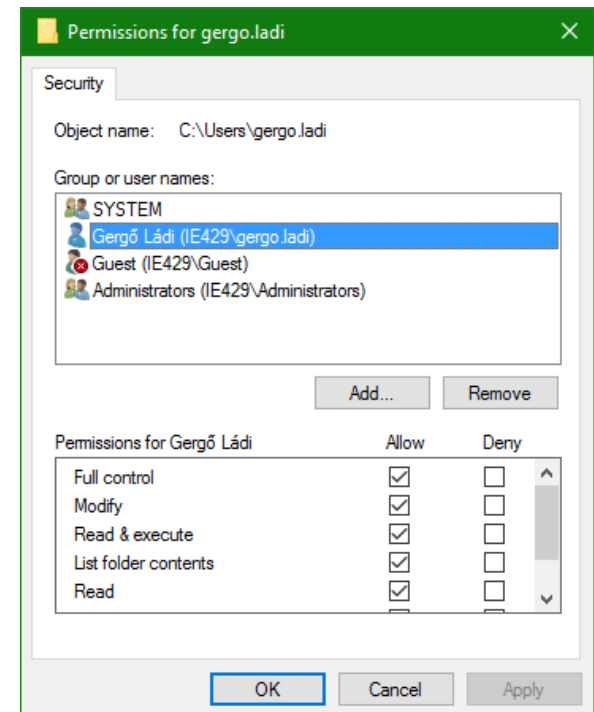 Permissions for gergo.ladi
Security
Object name: C:\Users\gergo.ladi
Group or user names:
SYSTEM
Gergő Ládi (IE429\gergo.ladi)
Guest (IE429\Guest)
Administrators (IE429\Administrators)
Add... Remove
Permissions for Gergő Ládi Allow Deny
Full control
Modify
Read & execute
List folder contents
Read
OK Cancel Apply